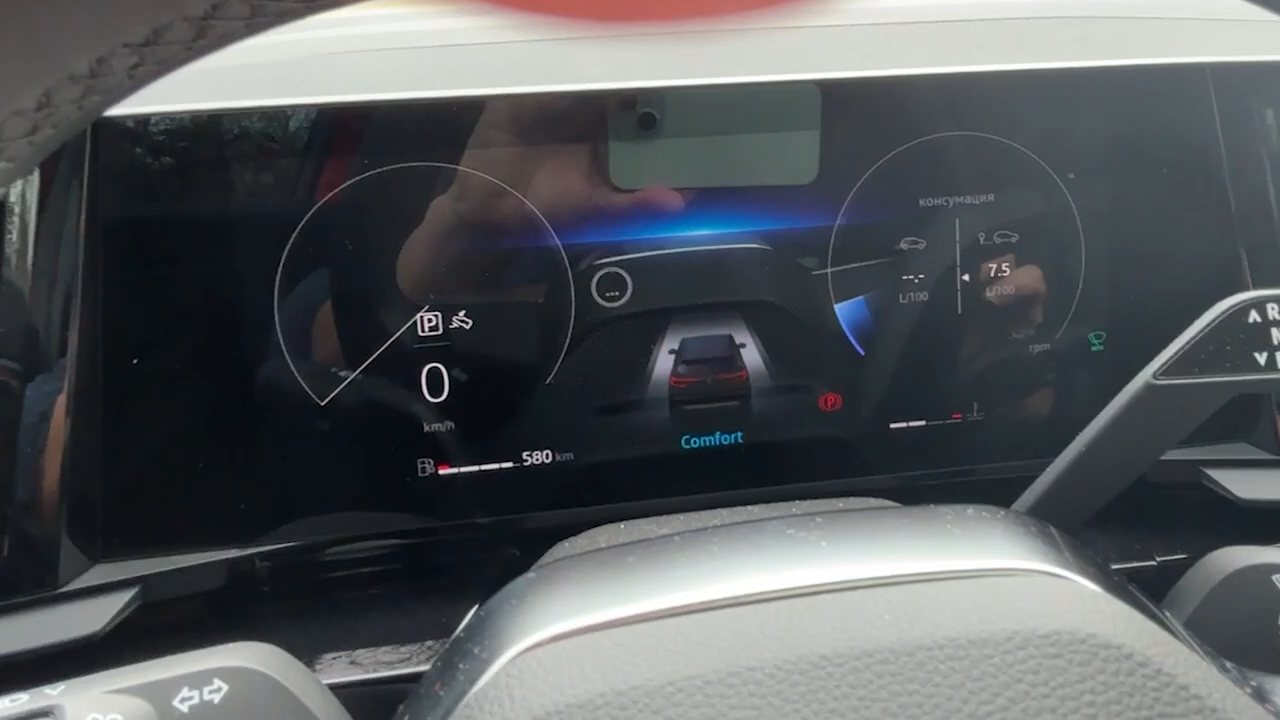 консумация
--.-
7.5
L/100
L/100
P
0
km/h
rpm
P
Comfort
580 km
R
N